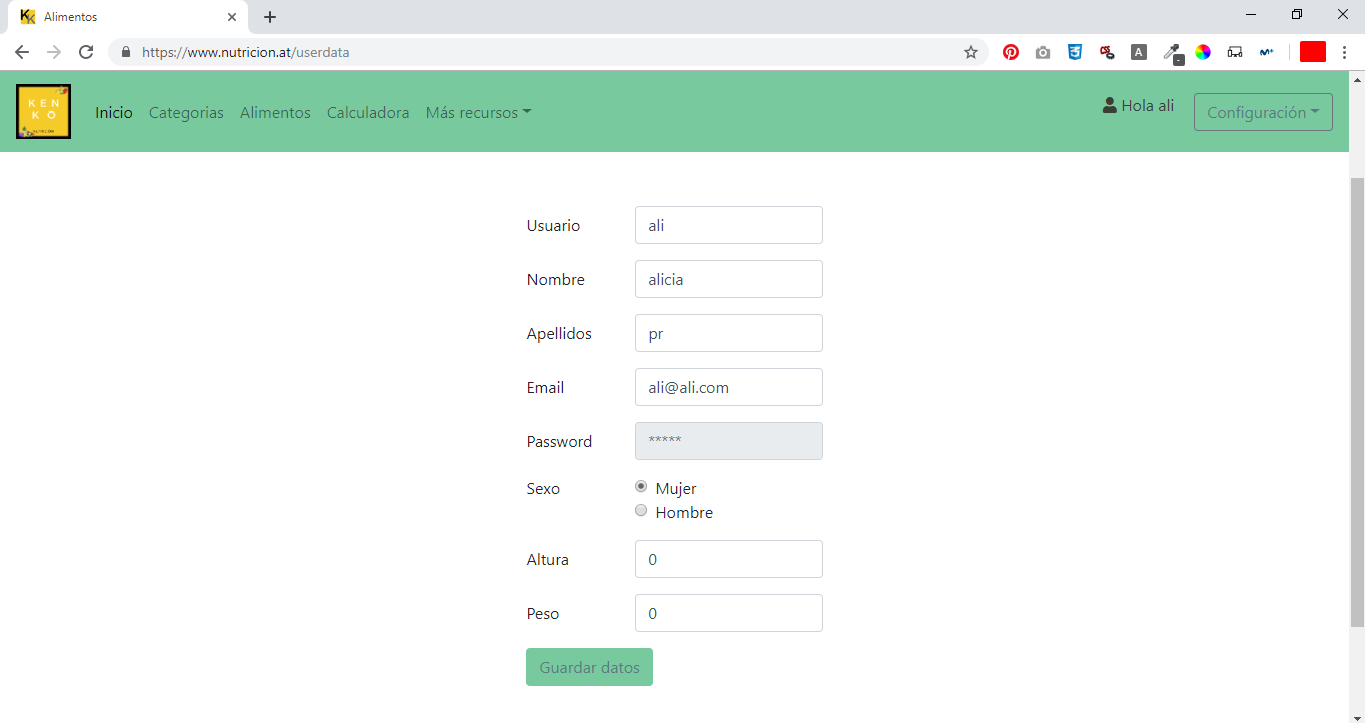 Alimentos
https://www.nutricion.at/userdata
KEN
KO
Inicio Categorias Alimentos Calculadora Más recursos Hola ali Configuración
Usuario ali
Nombre alicia
Apellidos pr
Email ali@ali.com
Password *****
Sexo Mujer
Hombre
Altura 0
Peso 0
Guardar datos